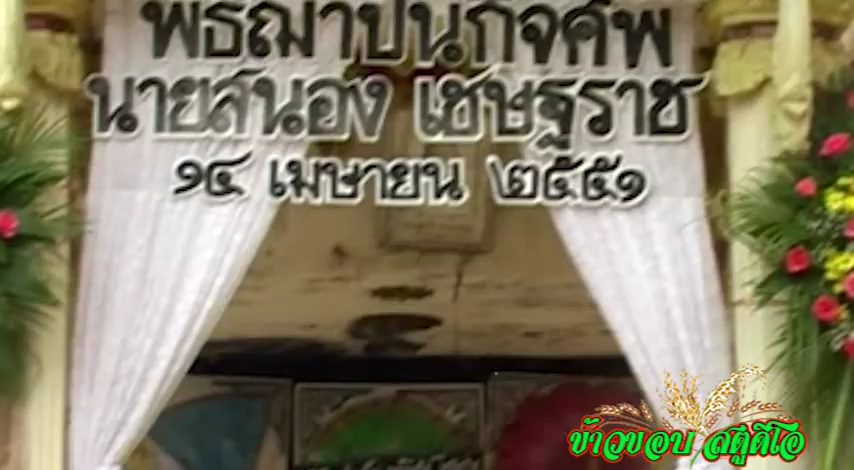 พิธีฌาปนกิจศพ
นายสนอง เชษฐราช
๑๔ เมษายน ๒๕๕๑
ข้าวขอบ สตูดิโอ